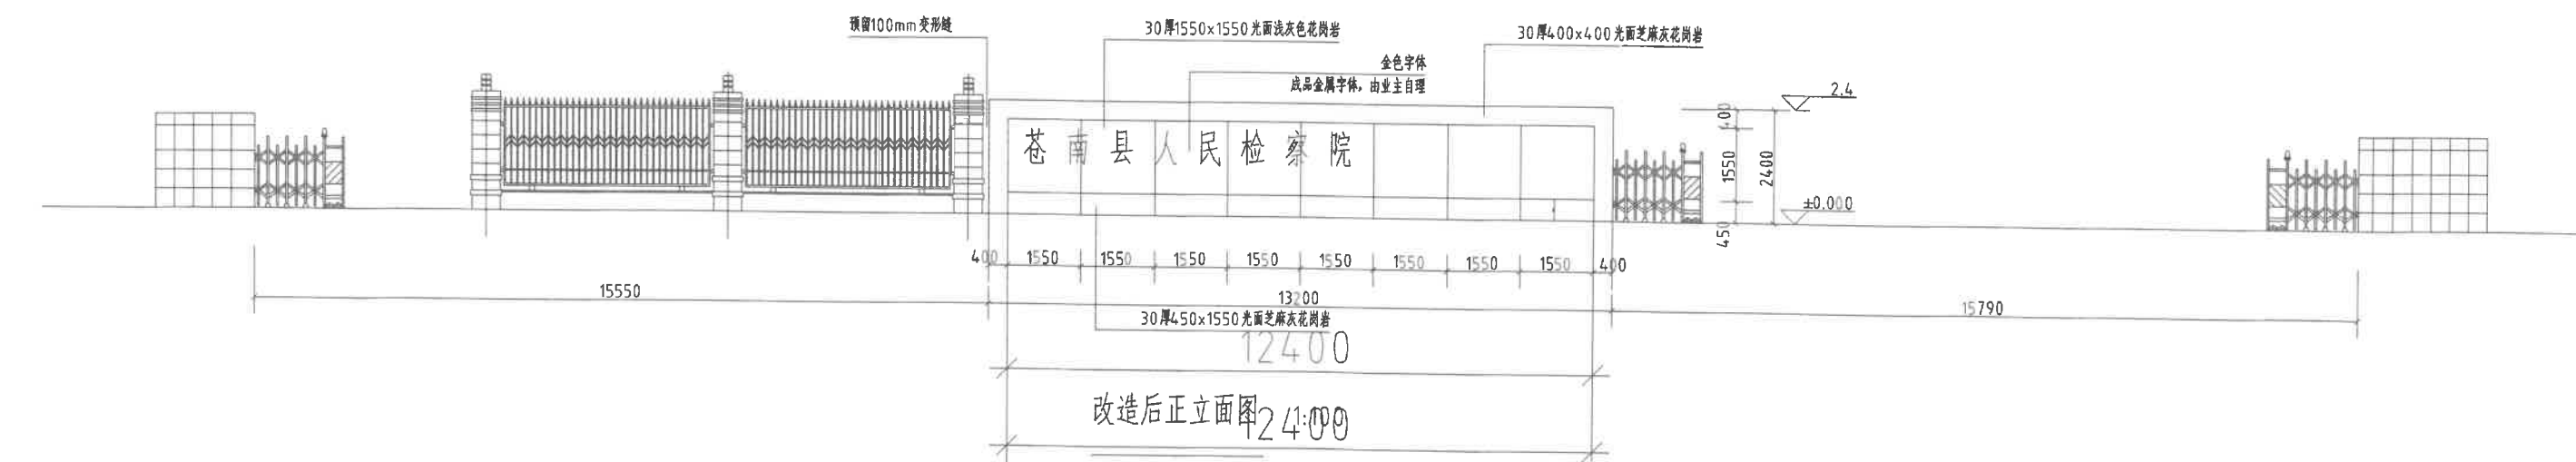 预留100mm变形缝
30厚1550x1550光面浅灰色花岗岩
30厚400x400光面芝麻灰花岗岩
金色字体
成品金属字体，由业主自理
2.4
苍南县人民检察院
400
1550
2400
450
±0.000
400 1550 1550 1550 1550 1550 1550 1550 1550 400
15550
13200
15790
30厚450x1550光面芝麻灰花岗岩
12400
改造后正立面图 1:100
12400